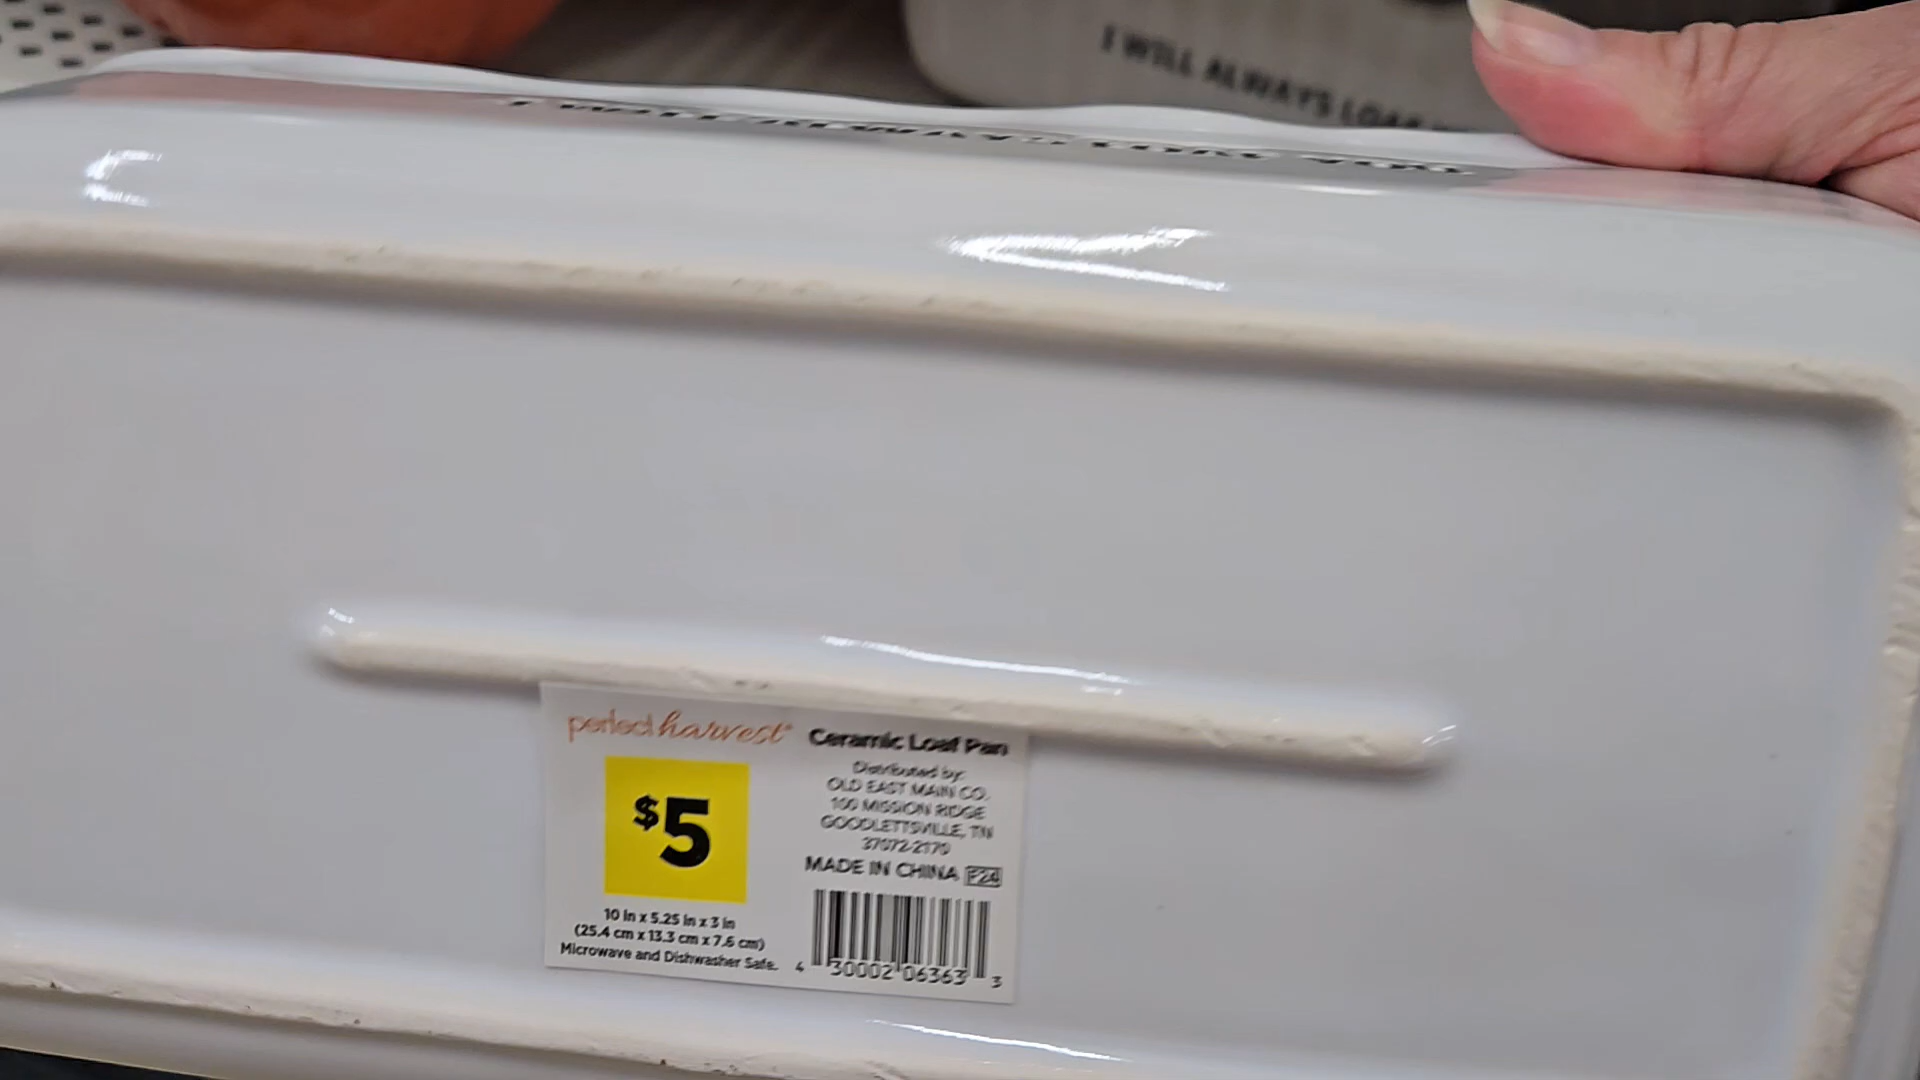 I WILL ALWAYS LOAF
perfect harvest®
Ceramic Loaf Pan
$5
Distributed by:
OLD EAST MAIN CO.
100 MISSION RIDGE
GOODLETTSVILLE, TN
37072-2170
MADE IN CHINA F24
10 in x 5.25 in x 3 in
(25.4 cm x 13.3 cm x 7.6 cm)
Microwave and Dishwasher Safe.
4 30002 06363 3